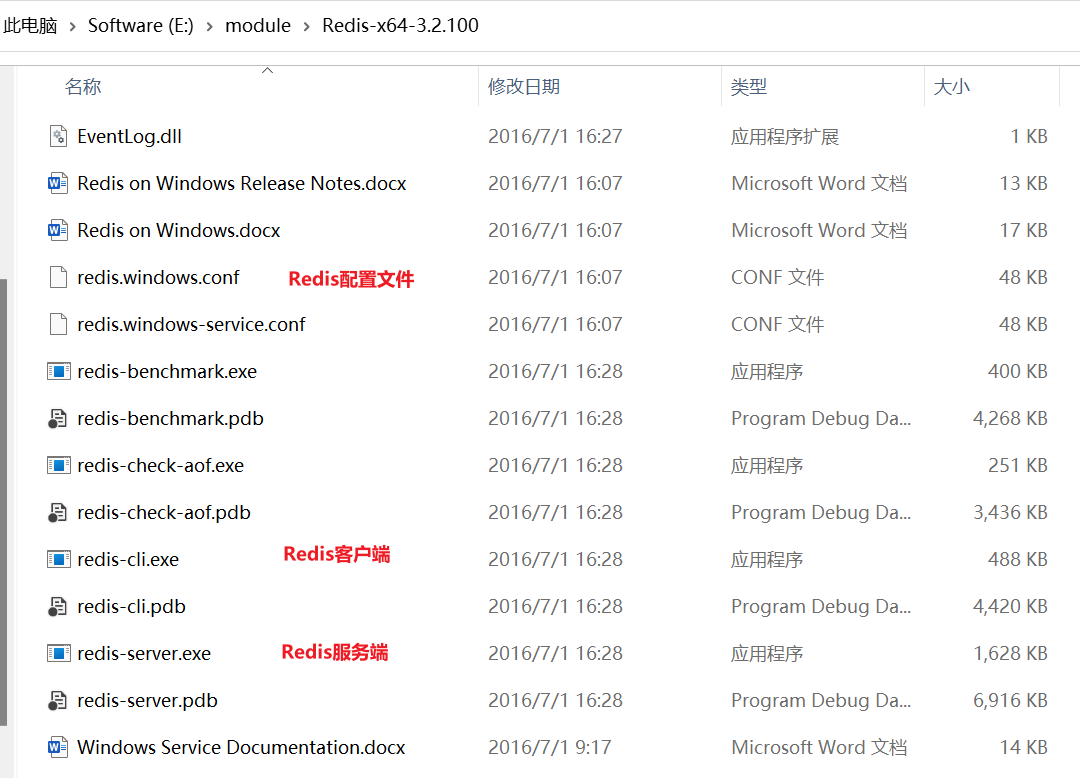 此电脑 > Software (E:) > module > Redis-x64-3.2.100
名称 修改日期 类型 大小
EventLog.dll 2016/7/1 16:27 应用程序扩展 1 KB
Redis on Windows Release Notes.docx 2016/7/1 16:07 Microsoft Word 文档 13 KB
Redis on Windows.docx 2016/7/1 16:07 Microsoft Word 文档 17 KB
redis.windows.conf Redis配置文件 2016/7/1 16:07 CONF 文件 48 KB
redis.windows-service.conf 2016/7/1 16:07 CONF 文件 48 KB
redis-benchmark.exe 2016/7/1 16:28 应用程序 400 KB
redis-benchmark.pdb 2016/7/1 16:28 Program Debug Da... 4,268 KB
redis-check-aof.exe 2016/7/1 16:28 应用程序 251 KB
redis-check-aof.pdb 2016/7/1 16:28 Program Debug Da... 3,436 KB
redis-cli.exe Redis客户端 2016/7/1 16:28 应用程序 488 KB
redis-cli.pdb 2016/7/1 16:28 Program Debug Da... 4,420 KB
redis-server.exe Redis服务端 2016/7/1 16:28 应用程序 1,628 KB
redis-server.pdb 2016/7/1 16:28 Program Debug Da... 6,916 KB
Windows Service Documentation.docx 2016/7/1 9:17 Microsoft Word 文档 14 KB